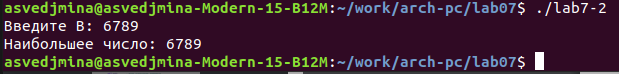 asvedjmina@asvedjmina-Modern-15-B12M:~/work/arch-pc/lab07$ ./lab7-2
Введите В: 6789
Наибольшее число: 6789
asvedjmina@asvedjmina-Modern-15-B12M:~/work/arch-pc/lab07$